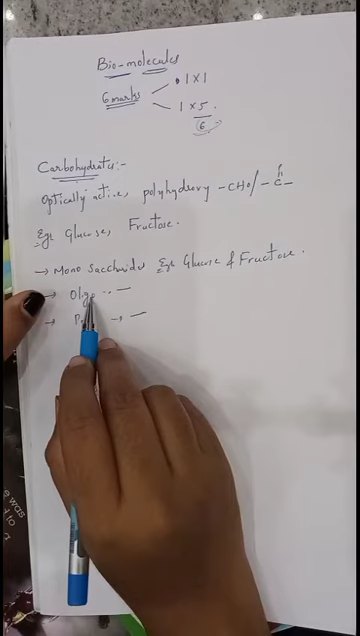 Bio-molecules
6 marks 1 x 1
1 x 5.
6
Carbohydrates:-
Optically active, polyhydroxy -CHO/ -C-
Eg: Glucose, Fructose.
→ Mono Saccharides Eg: Glucose & Fructose.
→ Oligo
→ P → —